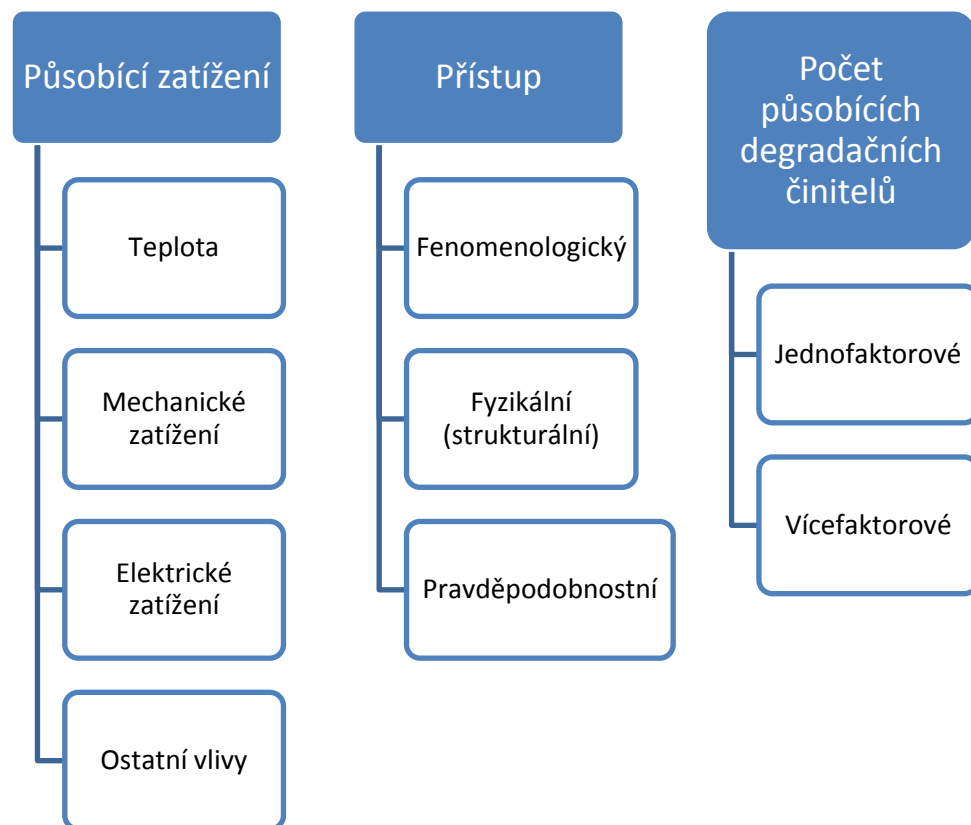 Působící zatížení
Teplota
Mechanické
zatížení
Elektrické
zatížení
Ostatní vlivy
Přístup
Fenomenologický
Fyzikální
(strukturální)
Pravděpodobnostní
Počet
působících
degradačních
činitelů
Jednofaktorové
Vícefaktorové